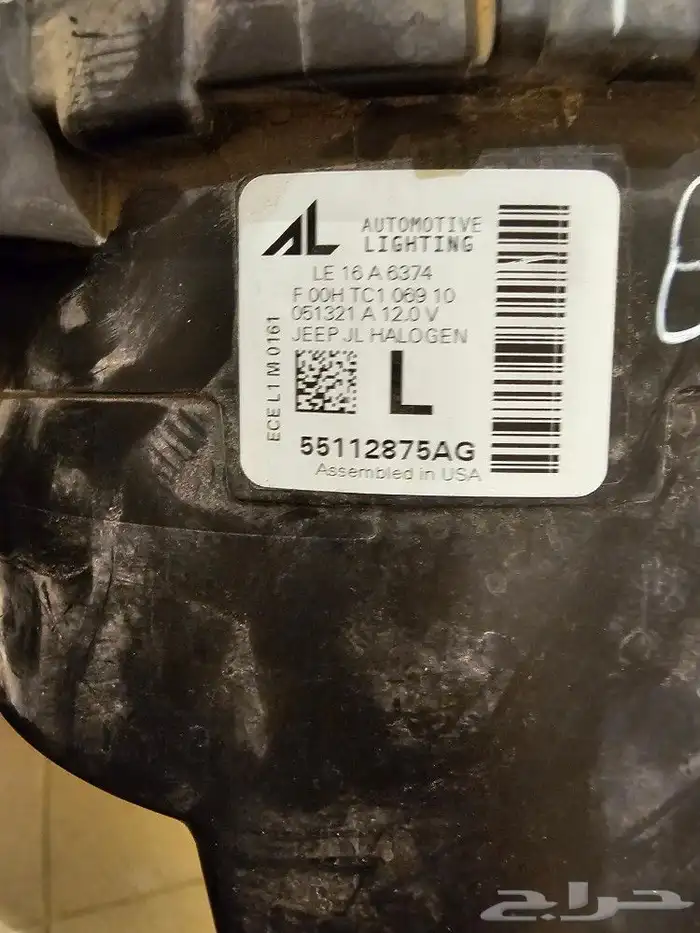 AL AUTOMOTIVE LIGHTING
LE 16 A 6374
F 00H TC1 069 10
051321 A 12.0 V
JEEP JL HALOGEN
ECE L1M 0161
L
55112875AG
Assembled in USA
حراج